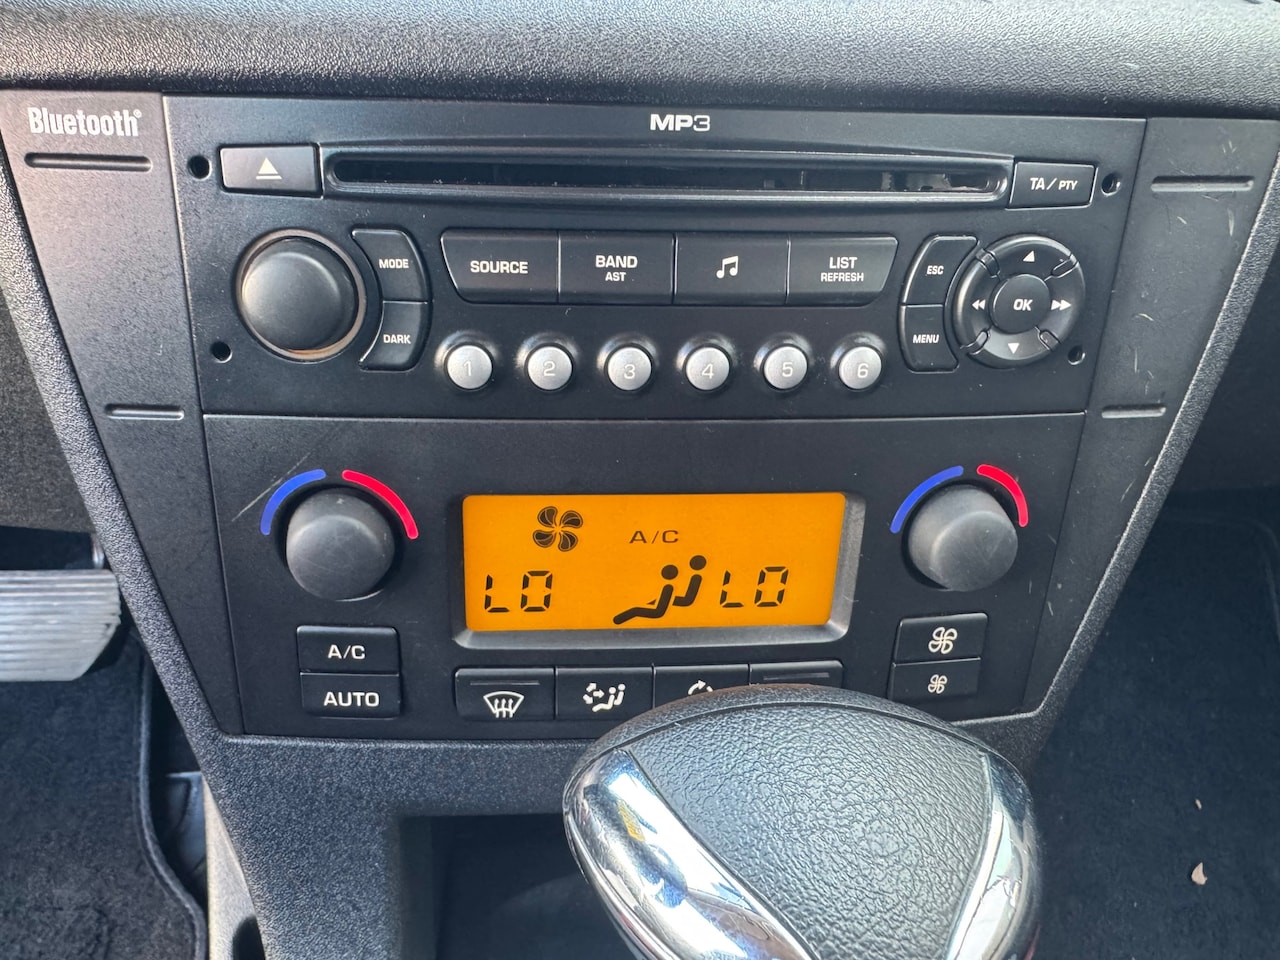 Bluetooth®
MP3
TA/PTY
MODE
SOURCE
BAND
AST
LIST
REFRESH
ESC
OK
DARK
MENU
1 2 3 4 5 6
A/C
LO LO
A/C
AUTO